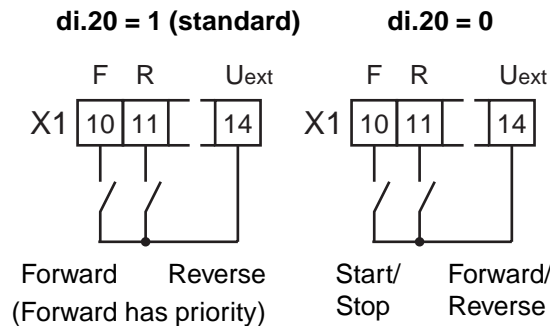 di.20 = 1 (standard)
di.20 = 0
F R Uext
X1 10 11 14
F R Uext
X1 10 11 14
Forward Reverse
(Forward has priority)
Start/ Forward/
Stop Reverse